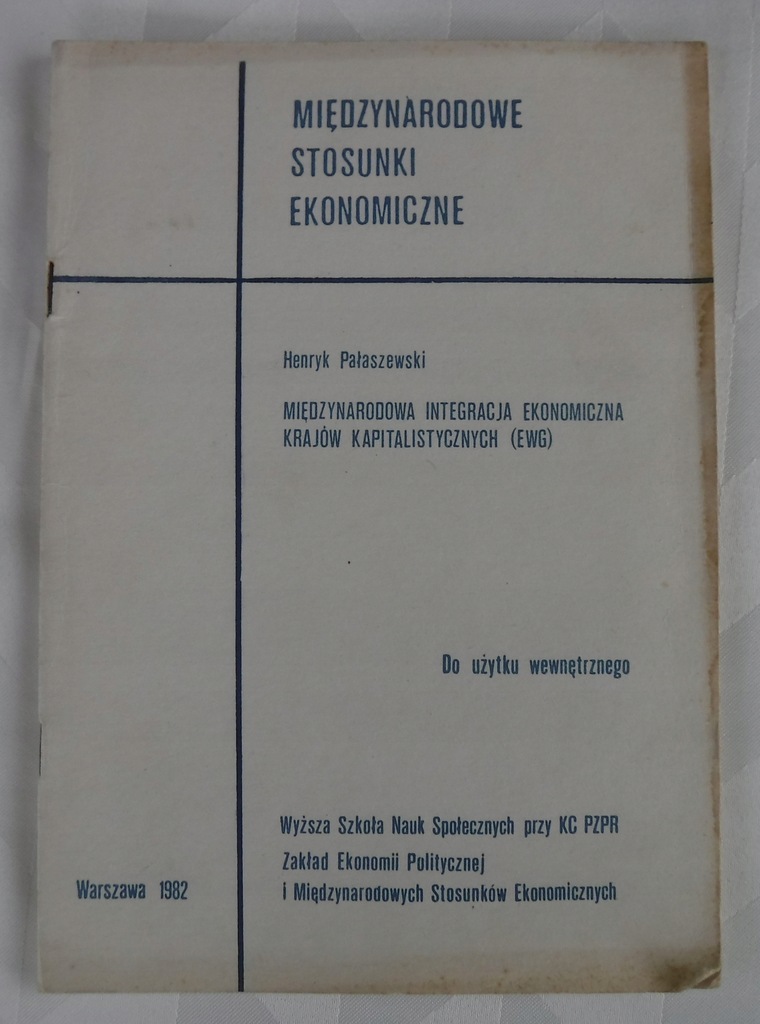 MIĘDZYNARODOWE
STOSUNKI
EKONOMICZNE
Henryk Pałaszewski
MIĘDZYNARODOWA INTEGRACJA EKONOMICZNA
KRAJÓW KAPITALISTYCZNYCH (EWG)
Do użytku wewnętrznego
Wyższa Szkoła Nauk Społecznych przy KC PZPR
Zakład Ekonomii Politycznej
i Międzynarodowych Stosunków Ekonomicznych
Warszawa 1982